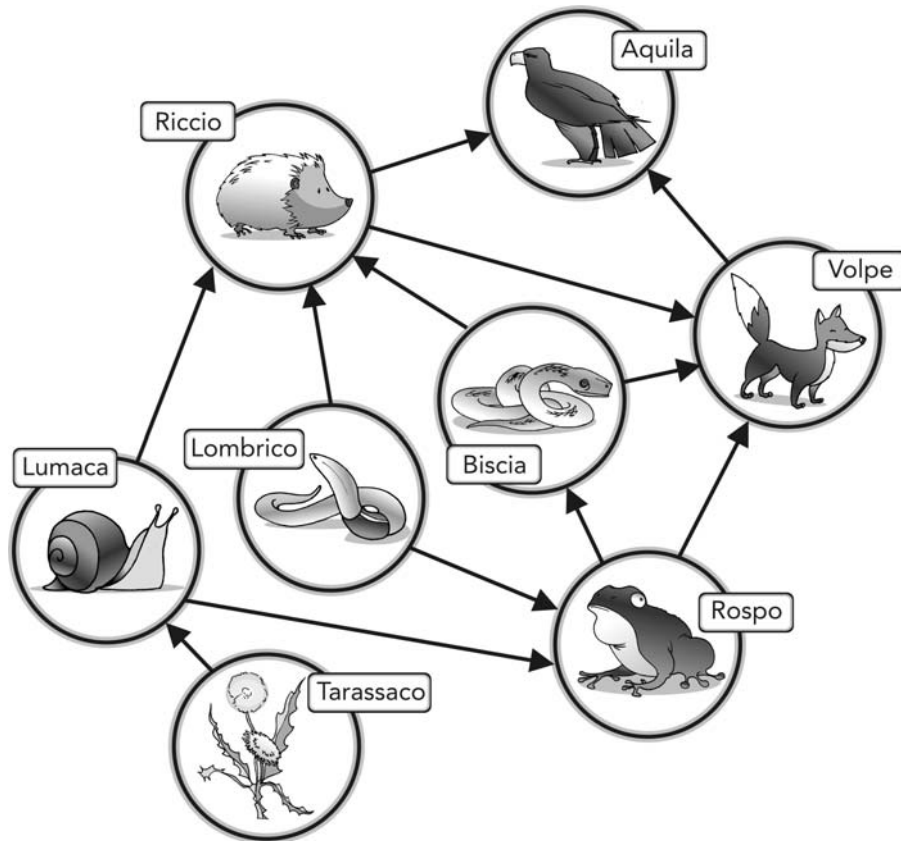 Aquila
Riccio
Volpe
Lombrico
Lumaca
Biscia
Rospo
Tarassaco